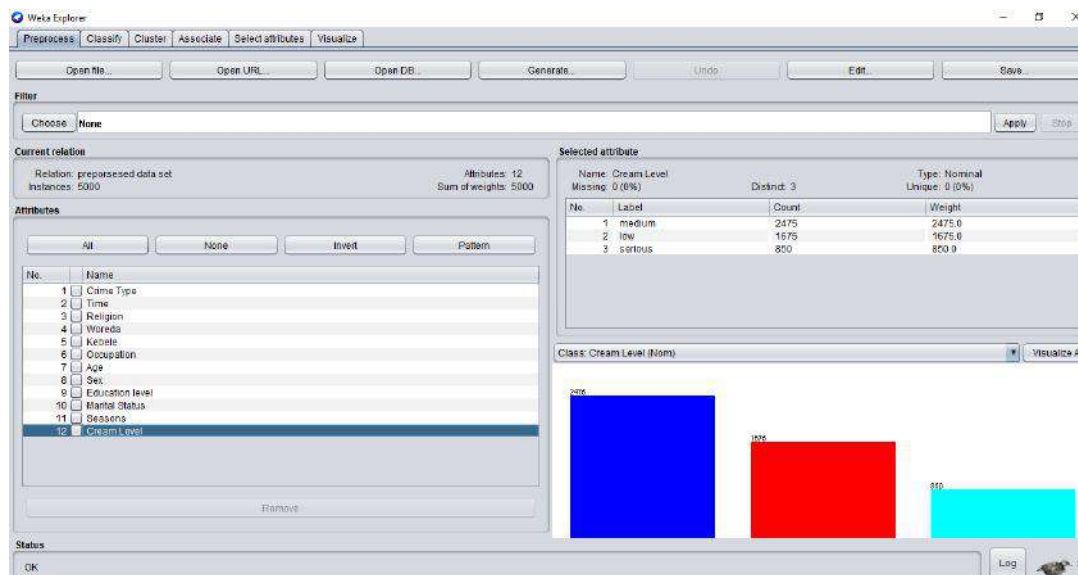 Weka Explorer
Preprocess Classify Cluster Associate Select attributes Visualize
Open file... Open URL... Open DB... Generate... Undo Edit... Save...
Filter
Choose None Apply Stop
Current relation
Relation: preporsesed data set Attributes: 12
Instances: 5000 Sum of weights: 5000
Selected attribute
Name: Cream Level Type: Nominal
Missing: 0 (0%) Distinct: 3 Unique: 0 (0%)
No. Label Count Weight
1 medium 2475 2475.0
2 low 1675 1675.0
3 serious 850 850.0
Attributes
All None Invert Pattern
No. Name
1 Crime Type
2 Time
3 Religion
4 Woreda
5 Kebele
6 Occupation
7 Age
8 Sex
9 Education level
10 Marital Status
11 Seasons
12 Cream Level
Remove
Class: Cream Level (Nom) Visualize A
2475
1675
850
Status
OK Log